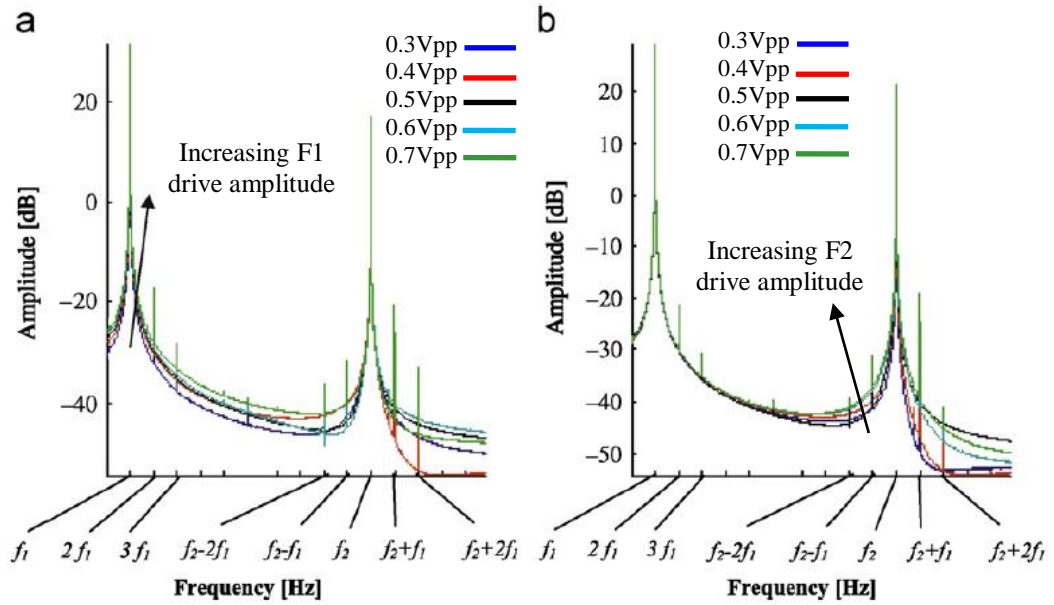 a
0.3Vpp
0.4Vpp
0.5Vpp
0.6Vpp
0.7Vpp
Increasing F1
drive amplitude
Amplitude [dB]
20
0
−20
−40
f1 2 f1 3 f1 f2-2f1 f2-f1 f2 f2+f1 f2+2f1
Frequency [Hz]
b
0.3Vpp
0.4Vpp
0.5Vpp
0.6Vpp
0.7Vpp
Increasing F2
drive amplitude
Amplitude [dB]
20
10
0
−10
−20
−30
−40
−50
f1 2 f1 3 f1 f2-2f1 f2-f1 f2 f2+f1 f2+2f1
Frequency [Hz]